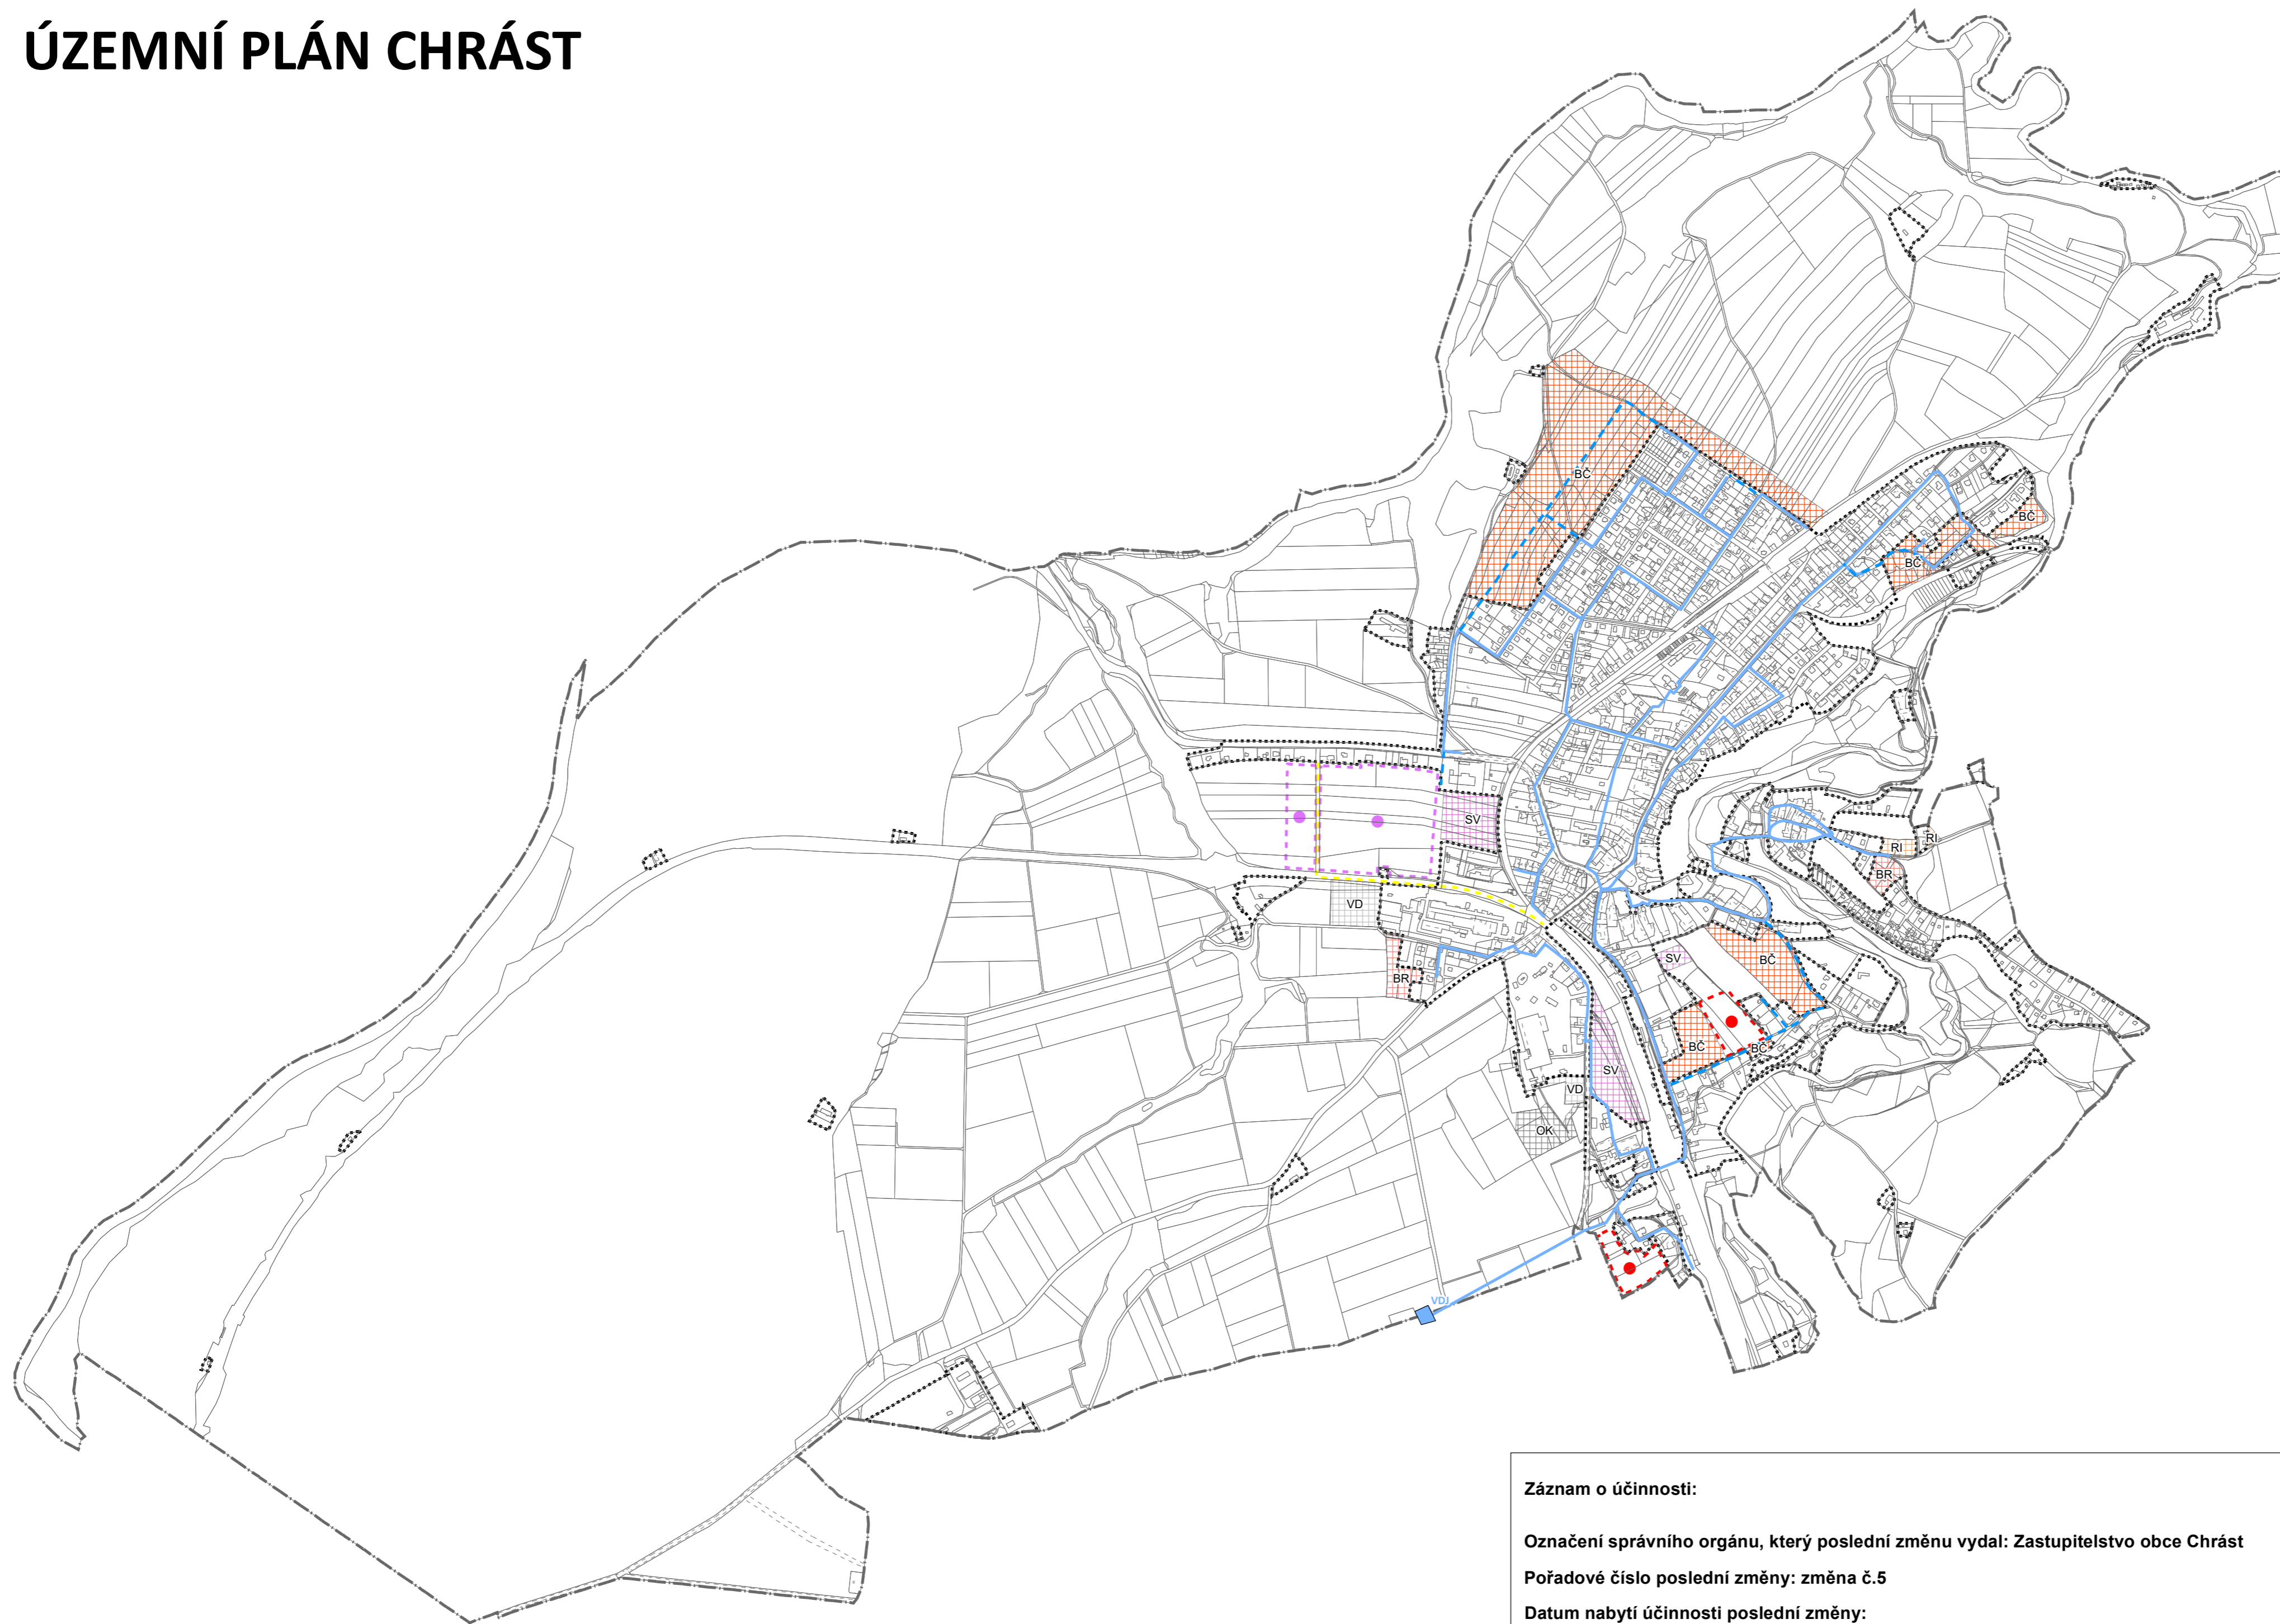 ÚZEMNÍ PLÁN CHRÁST
BČ
BČ
BČ
SV
RI
RI
BR
VD
BR
SV
BČ
BČ
BČ
SV
VD
OK
VDJ
Záznam o účinnosti:
Označení správního orgánu, který poslední změnu vydal: Zastupitelstvo obce Chrást
Pořadové číslo poslední změny: změna č.5
Datum nabytí účinnosti poslední změny: